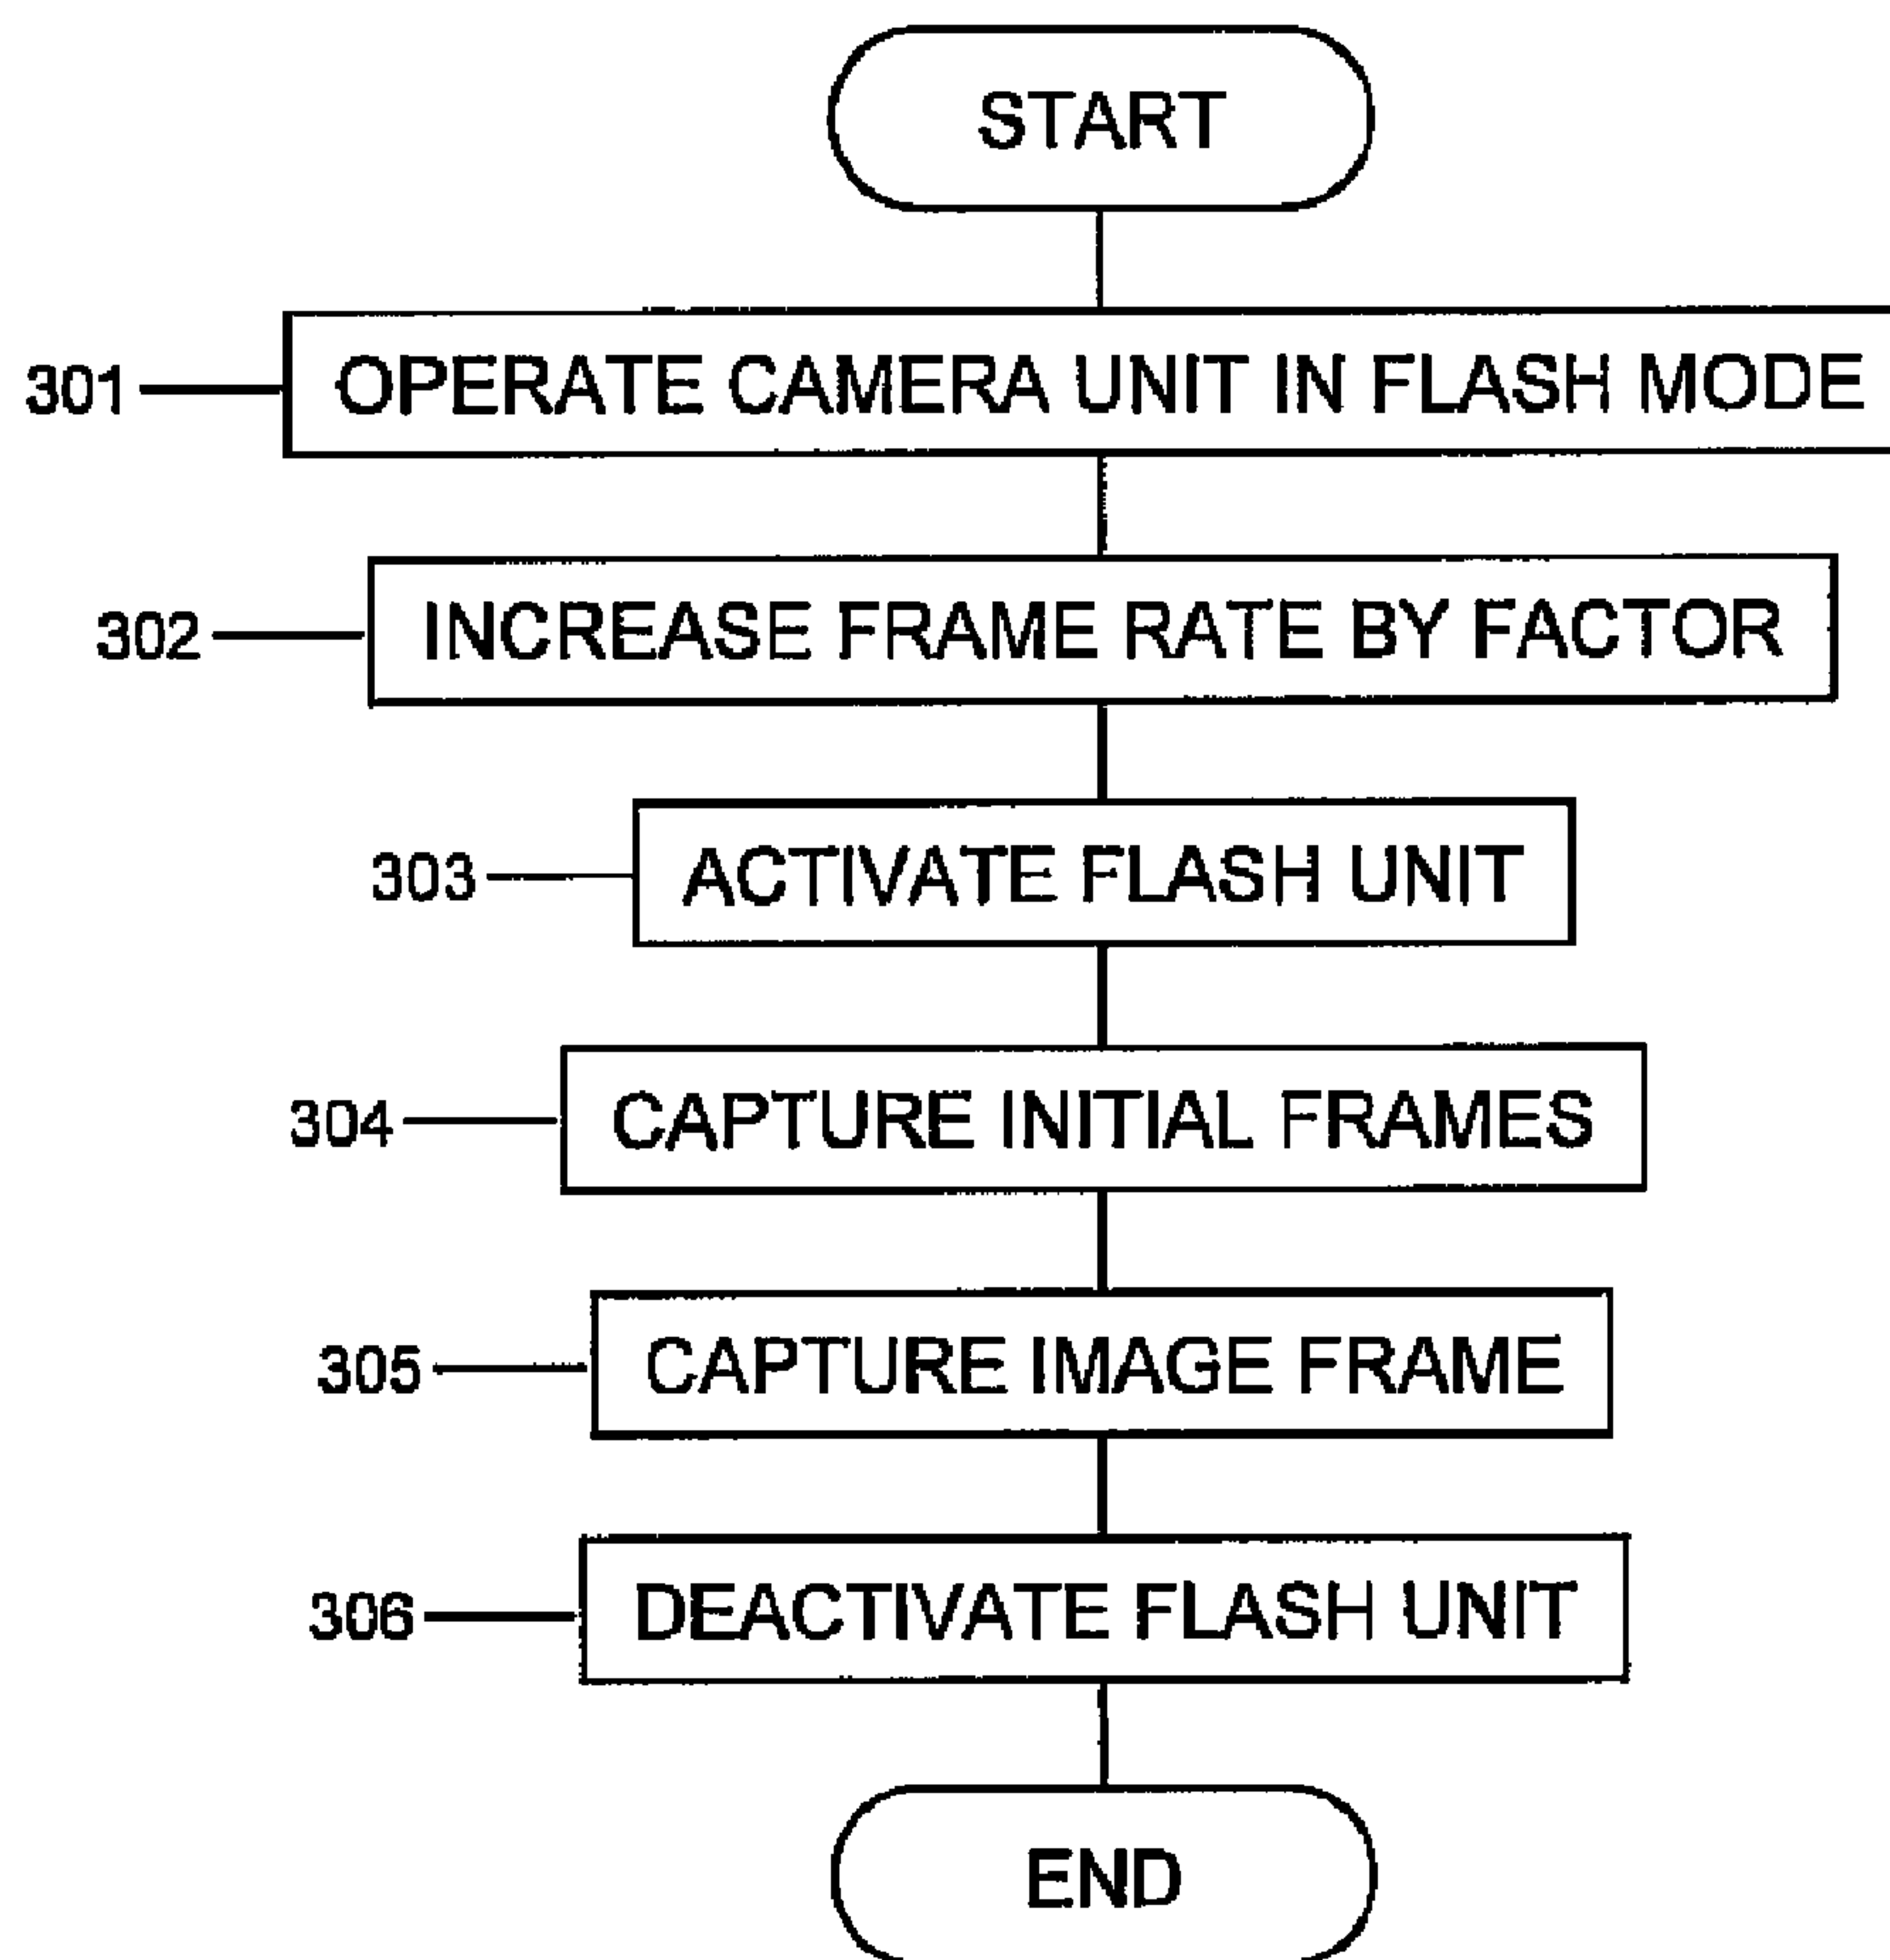 START
301 OPERATE CAMERA UNIT IN FLASH MODE
302 INCREASE FRAME RATE BY FACTOR
303 ACTIVATE FLASH UNIT
304 CAPTURE INITIAL FRAMES
305 CAPTURE IMAGE FRAME
306 DEACTIVATE FLASH UNIT
END